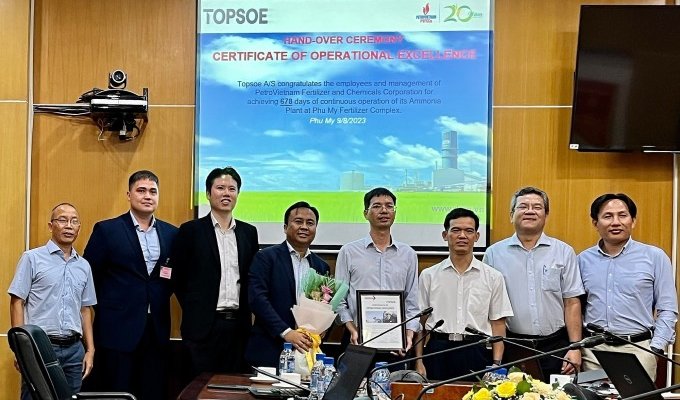 TOPSOE
PETROVIETNAM
20
HAND-OVER CEREMONY
CERTIFICATE OF OPERATIONAL EXCELLENCE
Topsoe A/S congratulates the employees and management of
PetroVietnam Fertilizer and Chemicals Corporation for
achieving 678 days of continuous operation of its Ammonia
Plant at Phu My Fertilizer Complex.
Phu My 9/8/2023